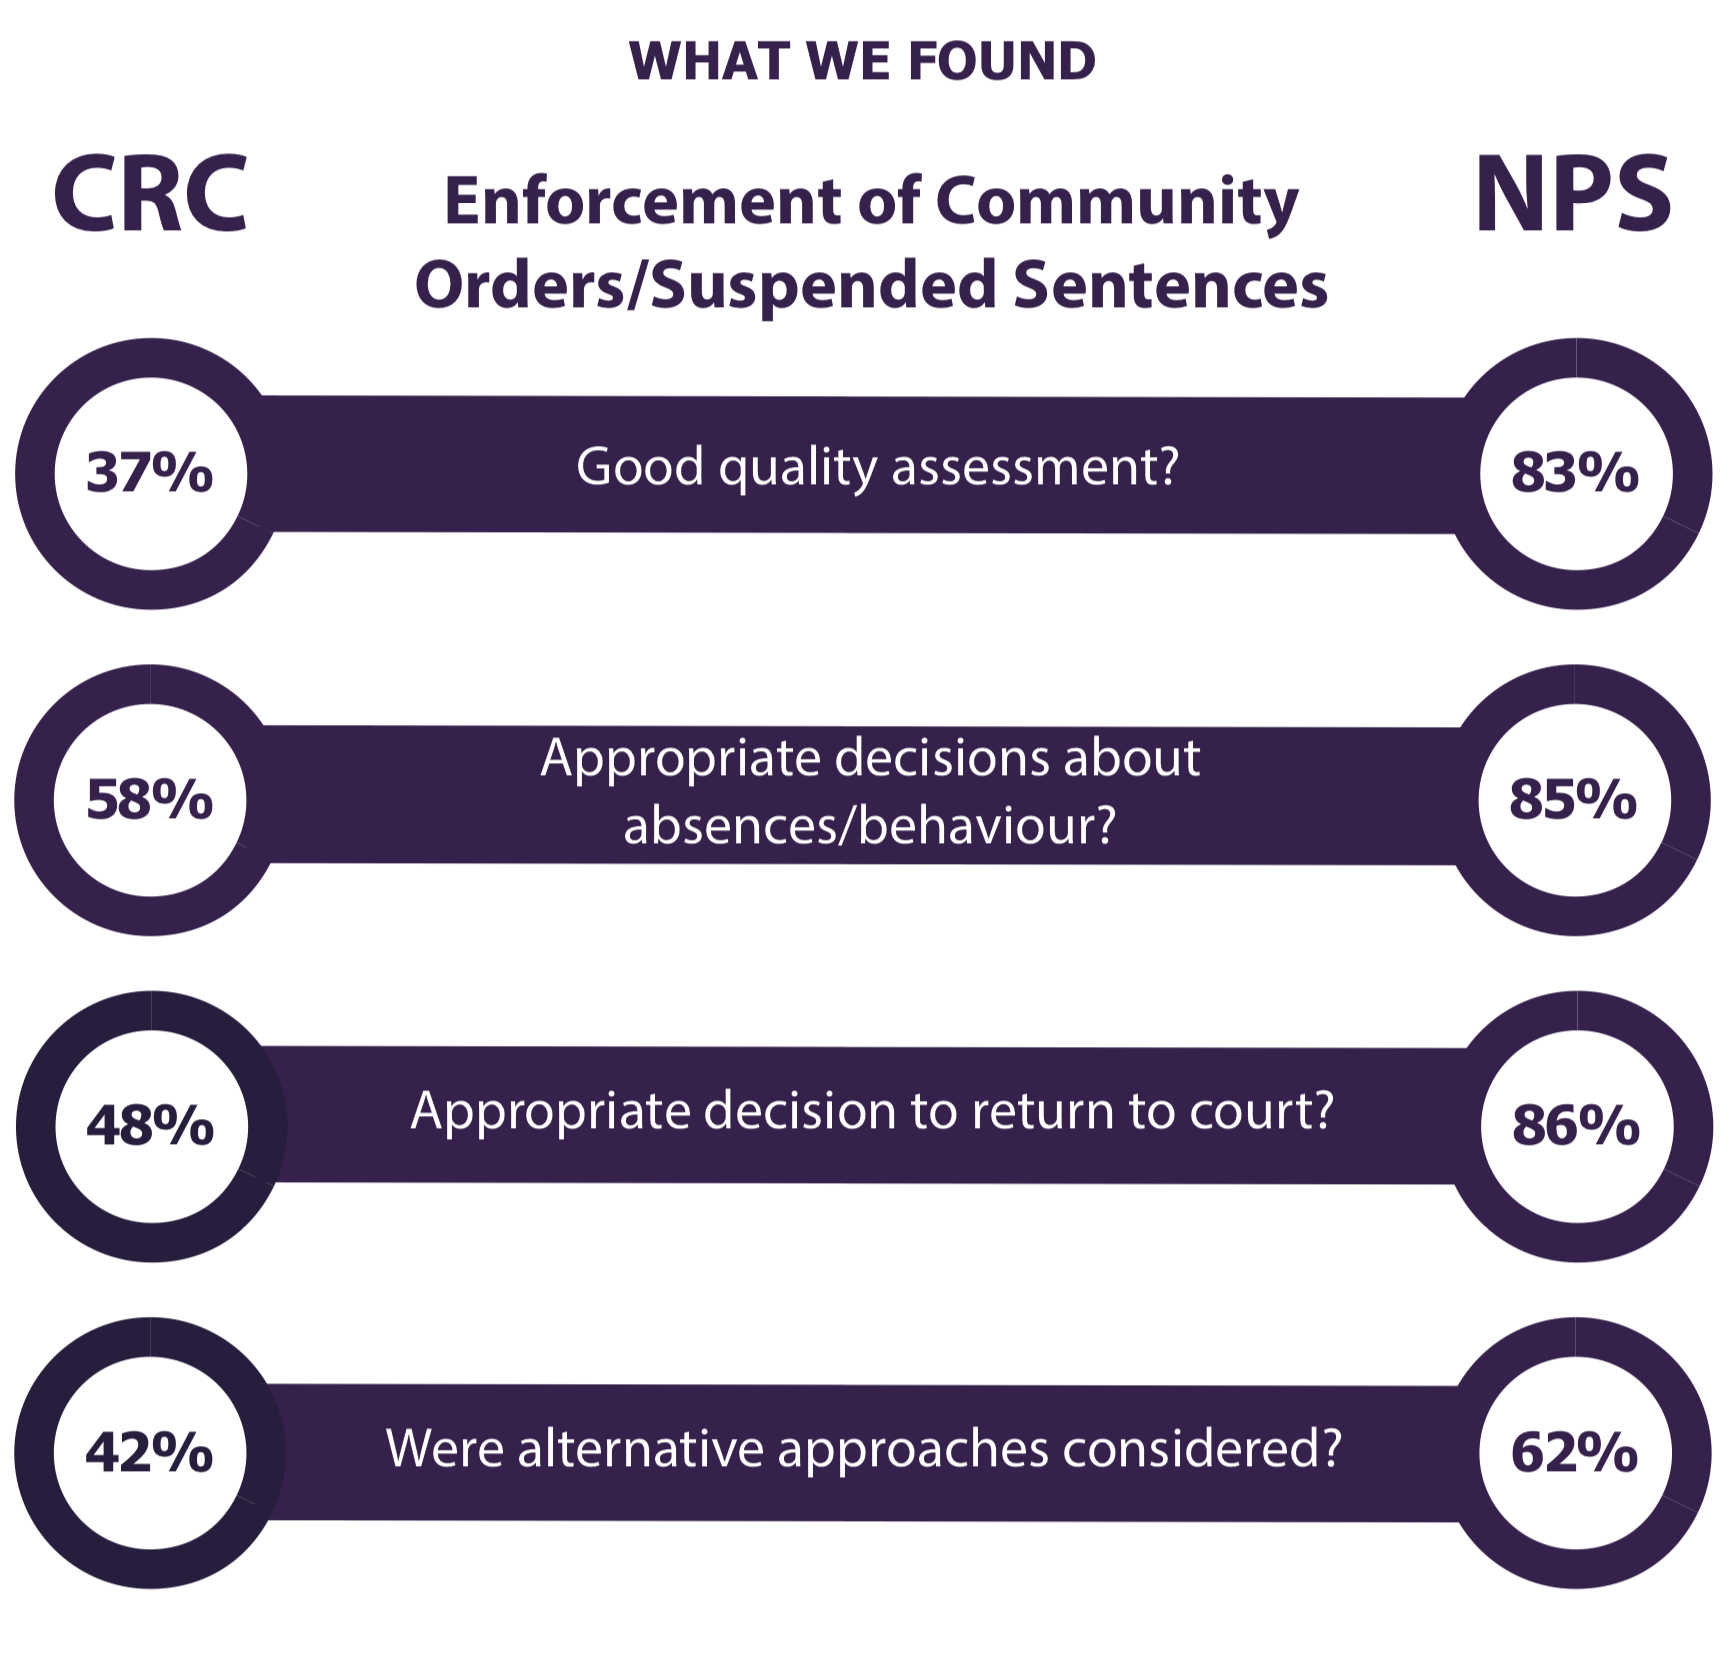 WHAT WE FOUND
CRC
Enforcement of Community
Orders/Suspended Sentences
NPS
37%
Good quality assessment?
83%
58%
Appropriate decisions about
absences/behaviour?
85%
48%
Appropriate decision to return to court?
86%
42%
Were alternative approaches considered?
62%